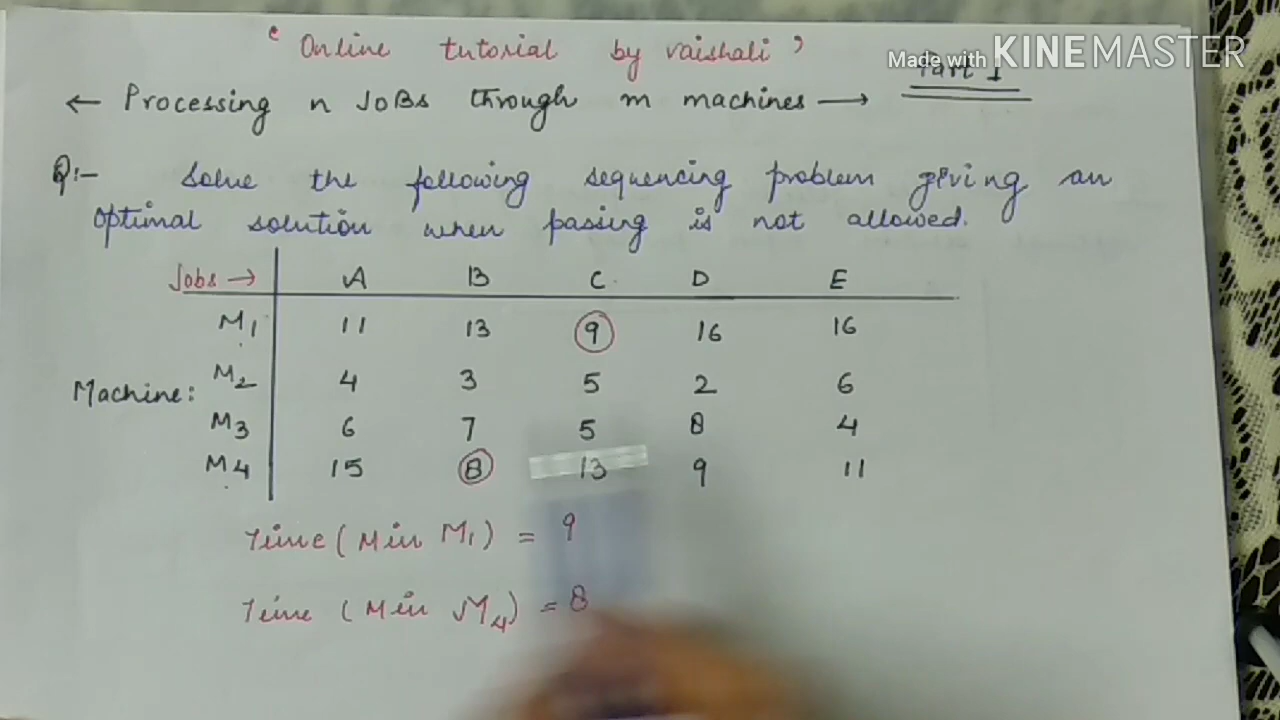 ' Online tutorial by vaishali '
Made with KINEMASTER
Part 1
← Processing n JOBs through m machines →
Q:- Solve the following sequencing problem geving an
optimal solution when passing is not allowed.
Jobs → A B C D E
M1 11 13 9 16 16
Machine: M2 4 3 5 2 6
M3 6 7 5 8 4
M4 15 8 13 9 11
Time (Min M1) = 9
Time (Min M4) = 8